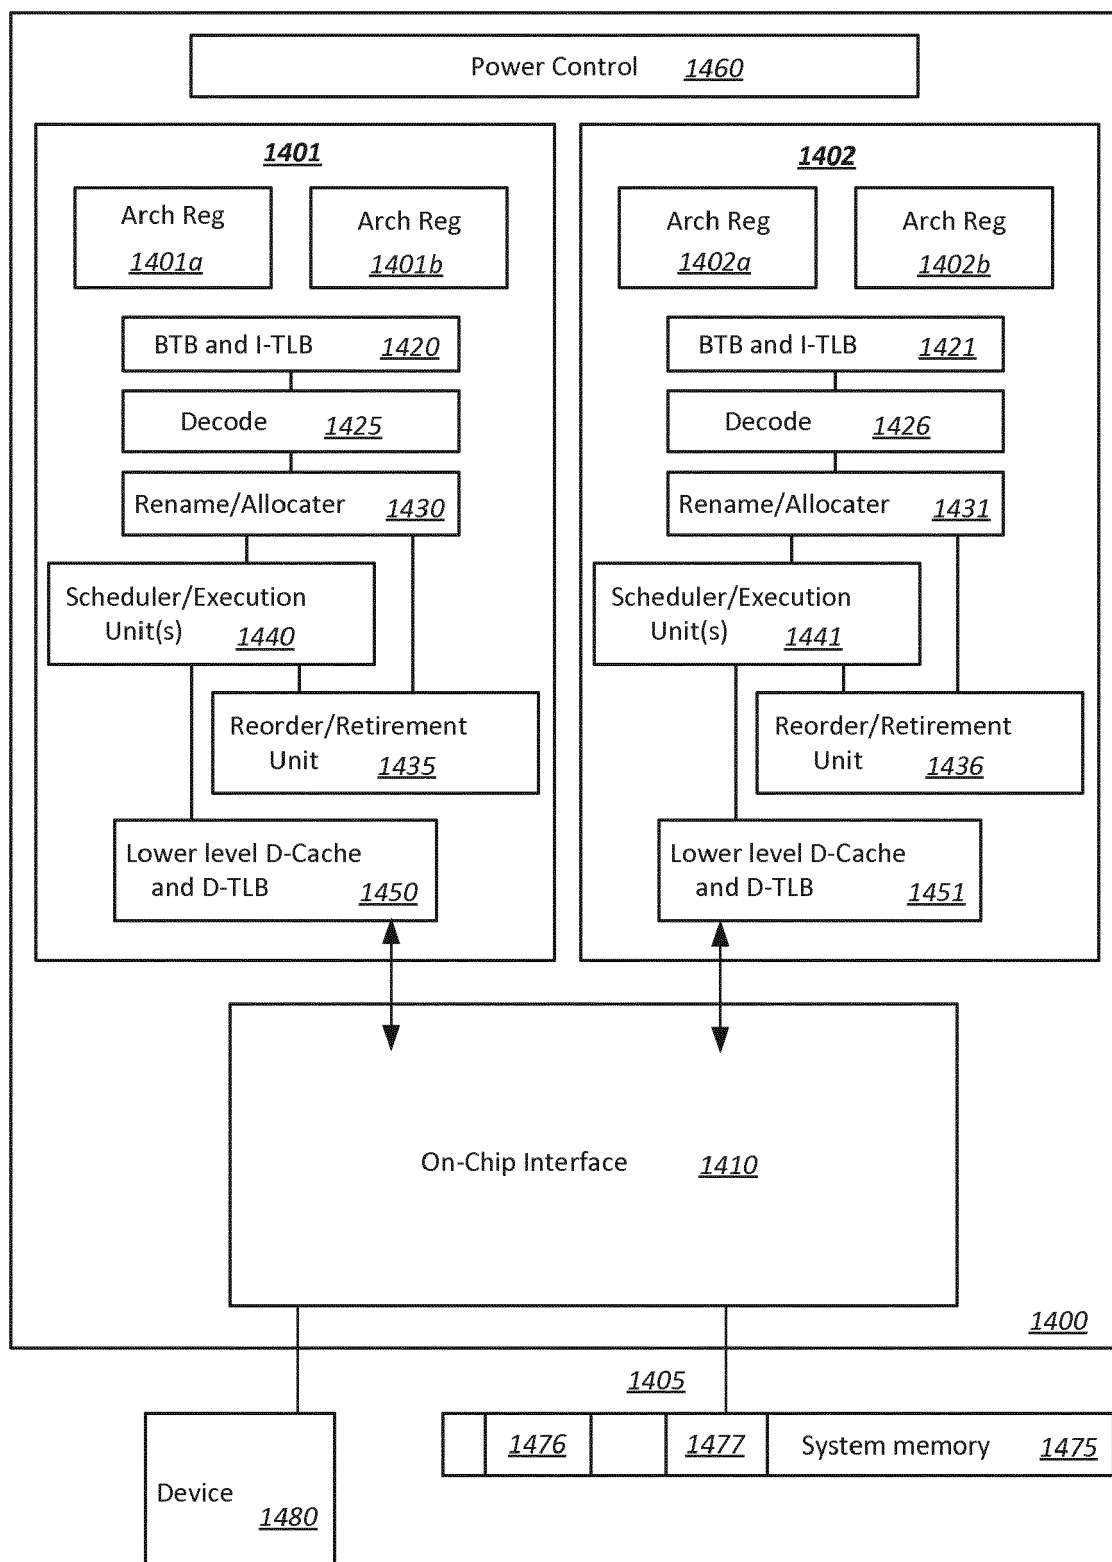 Power Control 1460
1401
Arch Reg
1401a
Arch Reg
1401b
BTB and I-TLB 1420
Decode 1425
Rename/Allocater 1430
Scheduler/Execution
Unit(s) 1440
Reorder/Retirement
Unit 1435
Lower level D-Cache
and D-TLB 1450
1402
Arch Reg
1402a
Arch Reg
1402b
BTB and I-TLB 1421
Decode 1426
Rename/Allocater 1431
Scheduler/Execution
Unit(s) 1441
Reorder/Retirement
Unit 1436
Lower level D-Cache
and D-TLB 1451
On-Chip Interface 1410
1400
1405
1476 1477 System memory 1475
Device 1480